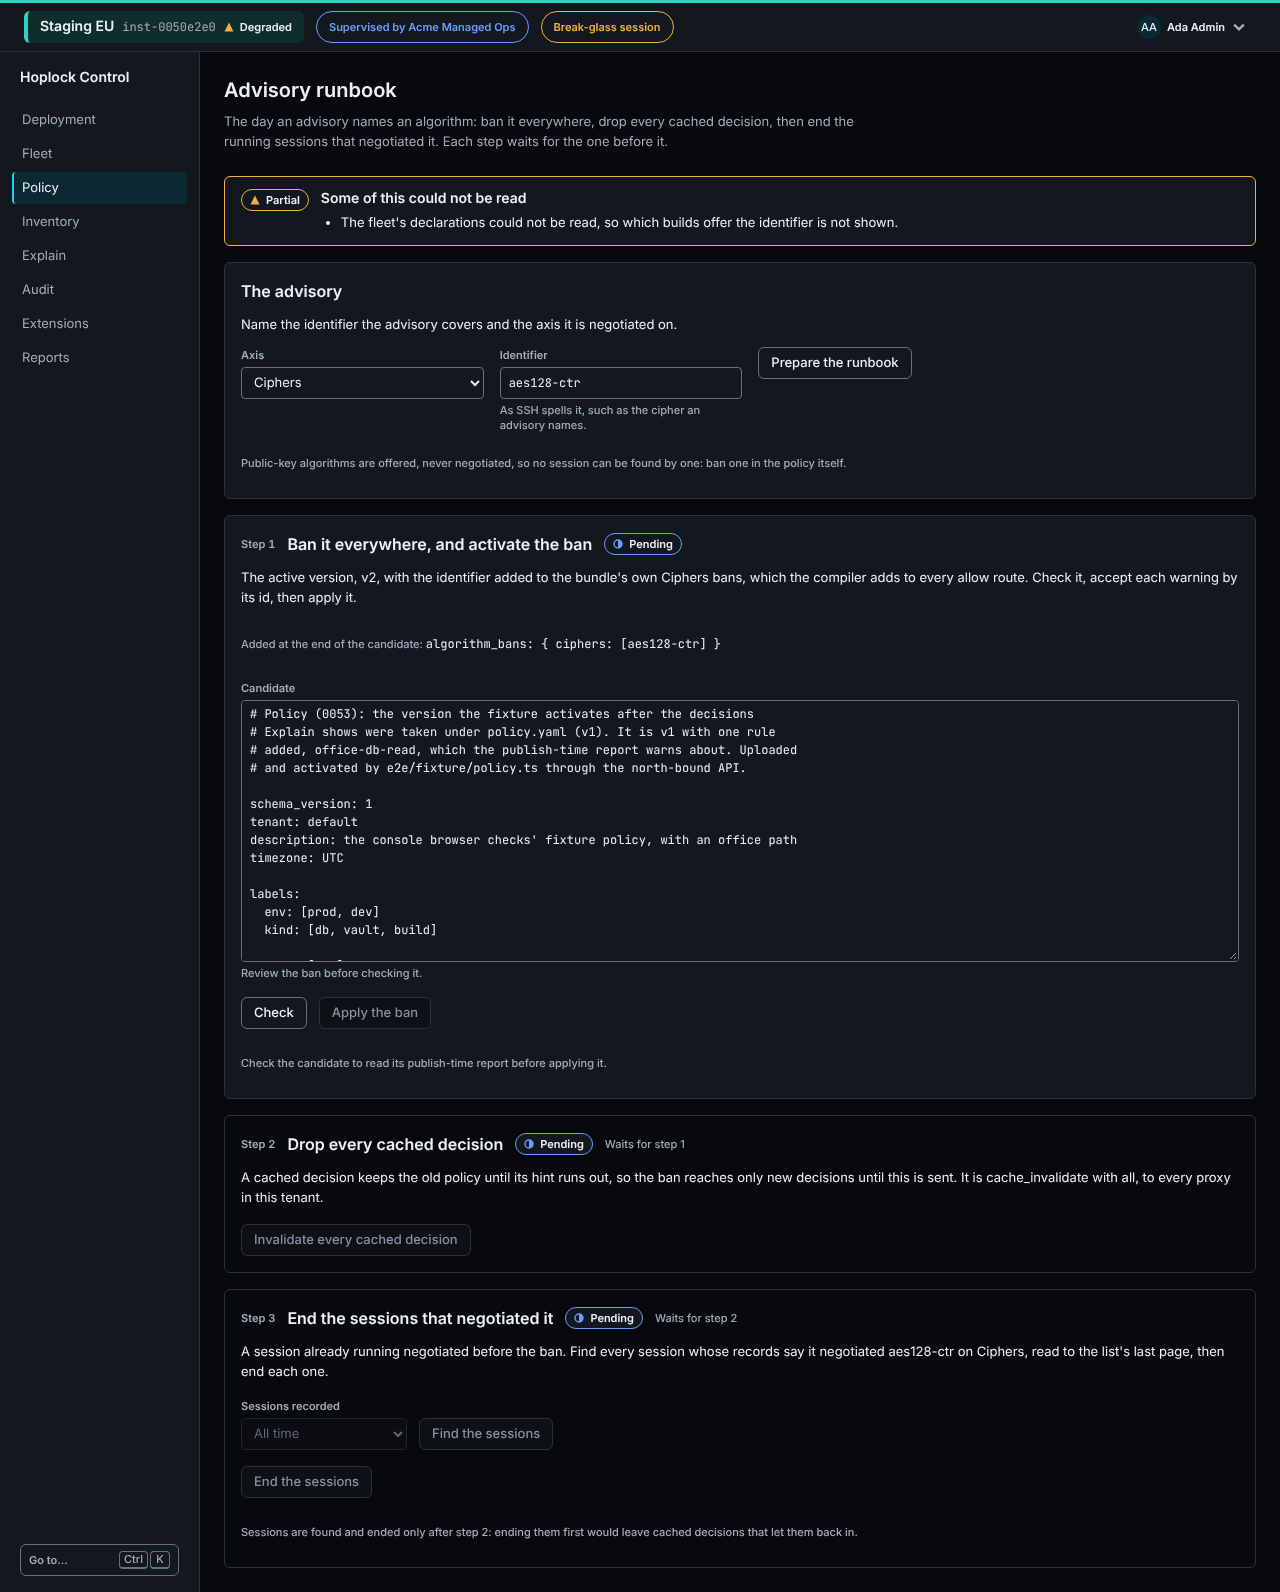 Staging EU inst-0050e2e0 Degraded Supervised by Acme Managed Ops Break-glass session AA Ada Admin
Hoplock Control
Deployment
Fleet
Policy
Inventory
Explain
Audit
Extensions
Reports
Go to... Ctrl K
Advisory runbook
The day an advisory names an algorithm: ban it everywhere, drop every cached decision, then end the
running sessions that negotiated it. Each step waits for the one before it.
Partial Some of this could not be read
• The fleet's declarations could not be read, so which builds offer the identifier is not shown.
The advisory
Name the identifier the advisory covers and the axis it is negotiated on.
Axis Identifier
Ciphers aes128-ctr Prepare the runbook
As SSH spells it, such as the cipher an
advisory names.
Public-key algorithms are offered, never negotiated, so no session can be found by one: ban one in the policy itself.
Step 1 Ban it everywhere, and activate the ban Pending
The active version, v2, with the identifier added to the bundle's own Ciphers bans, which the compiler adds to every allow route. Check it, accept each warning by
its id, then apply it.
Added at the end of the candidate: algorithm_bans: { ciphers: [aes128-ctr] }
Candidate
# Policy (0053): the version the fixture activates after the decisions
# Explain shows were taken under policy.yaml (v1). It is v1 with one rule
# added, office-db-read, which the publish-time report warns about. Uploaded
# and activated by e2e/fixture/policy.ts through the north-bound API.
schema_version: 1
tenant: default
description: the console browser checks' fixture policy, with an office path
timezone: UTC
labels:
env: [prod, dev]
kind: [db, vault, build]
Review the ban before checking it.
Check Apply the ban
Check the candidate to read its publish-time report before applying it.
Step 2 Drop every cached decision Pending Waits for step 1
A cached decision keeps the old policy until its hint runs out, so the ban reaches only new decisions until this is sent. It is cache_invalidate with all, to every proxy
in this tenant.
Invalidate every cached decision
Step 3 End the sessions that negotiated it Pending Waits for step 2
A session already running negotiated before the ban. Find every session whose records say it negotiated aes128-ctr on Ciphers, read to the list's last page, then
end each one.
Sessions recorded
All time Find the sessions
End the sessions
Sessions are found and ended only after step 2: ending them first would leave cached decisions that let them back in.